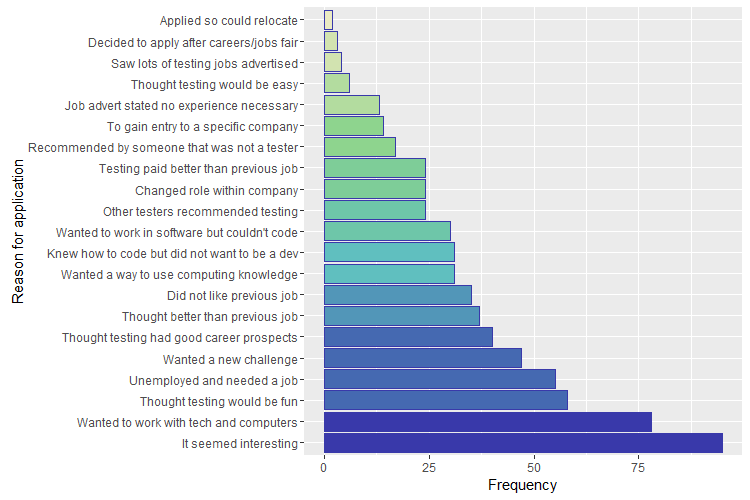 Applied so could relocate
Decided to apply after careers/jobs fair
Saw lots of testing jobs advertised
Thought testing would be easy
Job advert stated no experience necessary
To gain entry to a specific company
Recommended by someone that was not a tester
Testing paid better than previous job
Changed role within company
Other testers recommended testing
Wanted to work in software but couldn't code
Knew how to code but did not want to be a dev
Wanted a way to use computing knowledge
Did not like previous job
Thought better than previous job
Thought testing had good career prospects
Wanted a new challenge
Unemployed and needed a job
Thought testing would be fun
Wanted to work with tech and computers
It seemed interesting
Reason for application
0 25 50 75
Frequency